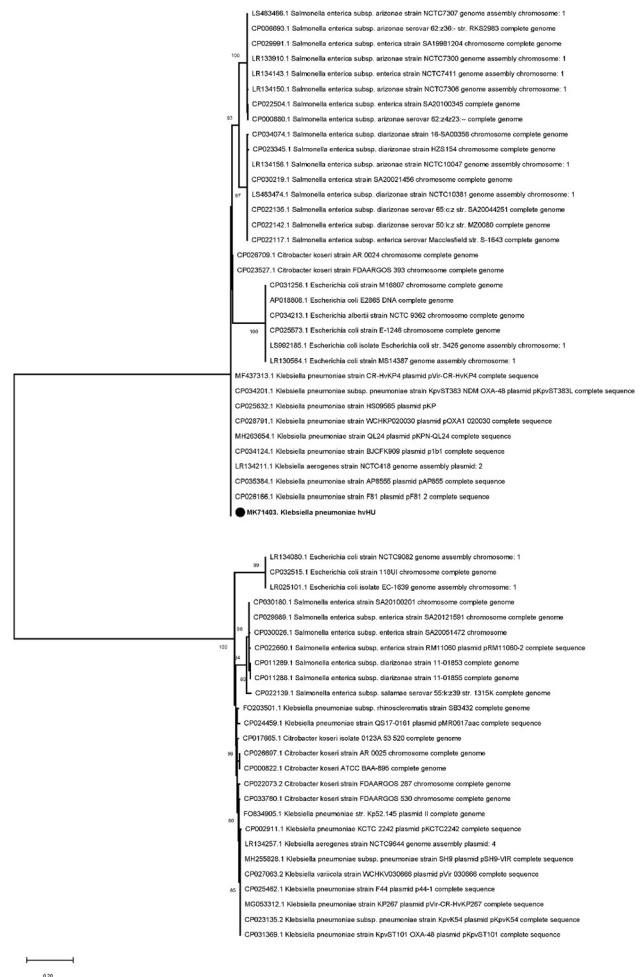 LS483466.1 Salmonella enterica subsp. arizonae strain NCTC7307 genome assembly chromosome: 1
CP006693.1 Salmonella enterica subsp. arizonae serovar 62:z36:- str. RKS2983 complete genome
CP029991.1 Salmonella enterica subsp. enterica strain SA19981204 chromosome complete genome
100
LR133910.1 Salmonella enterica subsp. arizonae strain NCTC7300 genome assembly chromosome: 1
LR134143.1 Salmonella enterica subsp. enterica strain NCTC7411 genome assembly chromosome: 1
LR134150.1 Salmonella enterica subsp. arizonae strain NCTC7306 genome assembly chromosome: 1
CP022504.1 Salmonella enterica subsp. enterica strain SA20100345 complete genome
CP000880.1 Salmonella enterica subsp. arizonae serovar 62:z4z23:-- complete genome
93
CP034074.1 Salmonella enterica subsp. diarizonae strain 16-SA00356 chromosome complete genome
CP023345.1 Salmonella enterica subsp. diarizonae strain HZS154 chromosome complete genome
LR134156.1 Salmonella enterica subsp. arizonae strain NCTC10047 genome assembly chromosome: 1
CP030219.1 Salmonella enterica strain SA20021456 chromosome complete genome
97
LS483474.1 Salmonella enterica subsp. diarizonae strain NCTC10381 genome assembly chromosome: 1
CP022135.1 Salmonella enterica subsp. diarizonae serovar 65:c:z str. SA20044251 complete genome
CP022142.1 Salmonella enterica subsp. diarizonae serovar 50:k:z str. MZ0080 complete genome
CP022117.1 Salmonella enterica subsp. enterica serovar Macclesfield str. S-1643 complete genome
CP026709.1 Citrobacter koseri strain AR 0024 chromosome complete genome
CP023527.1 Citrobacter koseri strain FDAARGOS 393 chromosome complete genome
CP031256.1 Escherichia coli strain M16807 chromosome complete genome
AP018808.1 Escherichia coli E2865 DNA complete genome
CP034213.1 Escherichia albertii strain NCTC 9362 chromosome complete genome
100
CP025573.1 Escherichia coli strain E-1246 chromosome complete genome
LS992185.1 Escherichia coli isolate Escherichia coli str. 3426 genome assembly chromosome: 1
LR130564.1 Escherichia coli strain MS14387 genome assembly chromosome: 1
MF437313.1 Klebsiella pneumoniae strain CR-HvKP4 plasmid pVir-CR-HvKP4 complete sequence
CP034201.1 Klebsiella pneumoniae subsp. pneumoniae strain KpvST383 NDM OXA-48 plasmid pKpvST383L complete sequence
CP025632.1 Klebsiella pneumoniae strain HS09565 plasmid pKP
CP028791.1 Klebsiella pneumoniae strain WCHKP020030 plasmid pOXA1 020030 complete sequence
MH263654.1 Klebsiella pneumoniae strain QL24 plasmid pKPN-QL24 complete sequence
CP034124.1 Klebsiella pneumoniae strain BJCFK909 plasmid p1b1 complete sequence
LR134211.1 Klebsiella aerogenes strain NCTC418 genome assembly plasmid: 2
CP035384.1 Klebsiella pneumoniae strain AP8555 plasmid pAP855 complete sequence
CP026166.1 Klebsiella pneumoniae strain F81 plasmid pF81 2 complete sequence
MK71403. Klebsiella pneumoniae hvHU
LR134080.1 Escherichia coli strain NCTC9082 genome assembly chromosome: 1
99
CP032515.1 Escherichia coli strain 118UI chromosome complete genome
LR025101.1 Escherichia coli isolate EC-1639 genome assembly chromosome: 1
CP030180.1 Salmonella enterica strain SA20100201 chromosome complete genome
CP029989.1 Salmonella enterica subsp. enterica strain SA20121591 chromosome complete genome
98
CP030026.1 Salmonella enterica subsp. enterica strain SA20051472 chromosome
100
CP022660.1 Salmonella enterica subsp. enterica strain RM11060 plasmid pRM11060-2 complete sequence
CP011289.1 Salmonella enterica subsp. diarizonae strain 11-01853 complete genome
CP011288.1 Salmonella enterica subsp. diarizonae strain 11-01855 complete genome
CP022139.1 Salmonella enterica subsp. salamae serovar 55:k:z39 str. 1315K complete genome
FO203501.1 Klebsiella pneumoniae subsp. rhinoscleromatis strain SB3432 complete genome
CP024459.1 Klebsiella pneumoniae strain QS17-0161 plasmid pMR0617aac complete sequence
CP017665.1 Citrobacter koseri isolate 0123A S3 520 complete genome
CP026697.1 Citrobacter koseri strain AR 0025 chromosome complete genome
CP000822.1 Citrobacter koseri ATCC BAA-895 complete genome
CP022073.2 Citrobacter koseri strain FDAARGOS 287 chromosome complete genome
CP033760.1 Citrobacter koseri strain FDAARGOS 530 chromosome complete genome
FO834905.1 Klebsiella pneumoniae str. Kp52.145 plasmid II complete genome
CP002911.1 Klebsiella pneumoniae KCTC 2242 plasmid pKCTC2242 complete sequence
LR134257.1 Klebsiella aerogenes strain NCTC9644 genome assembly plasmid: 4
MH255828.1 Klebsiella pneumoniae subsp. pneumoniae strain SH9 plasmid pSH9-VIR complete sequence
CP027063.2 Klebsiella variicola strain WCHKV030666 plasmid pVir 030666 complete sequence
CP025462.1 Klebsiella pneumoniae strain F44 plasmid p44-1 complete sequence
MG053312.1 Klebsiella pneumoniae strain KP267 plasmid pVir-CR-HvKP267 complete sequence
CP023135.2 Klebsiella pneumoniae subsp. pneumoniae strain KpvK54 plasmid pKpvK54 complete sequence
CP031369.1 Klebsiella pneumoniae strain KpvST101 OXA-48 plasmid pKpvST101 complete sequence
0.20